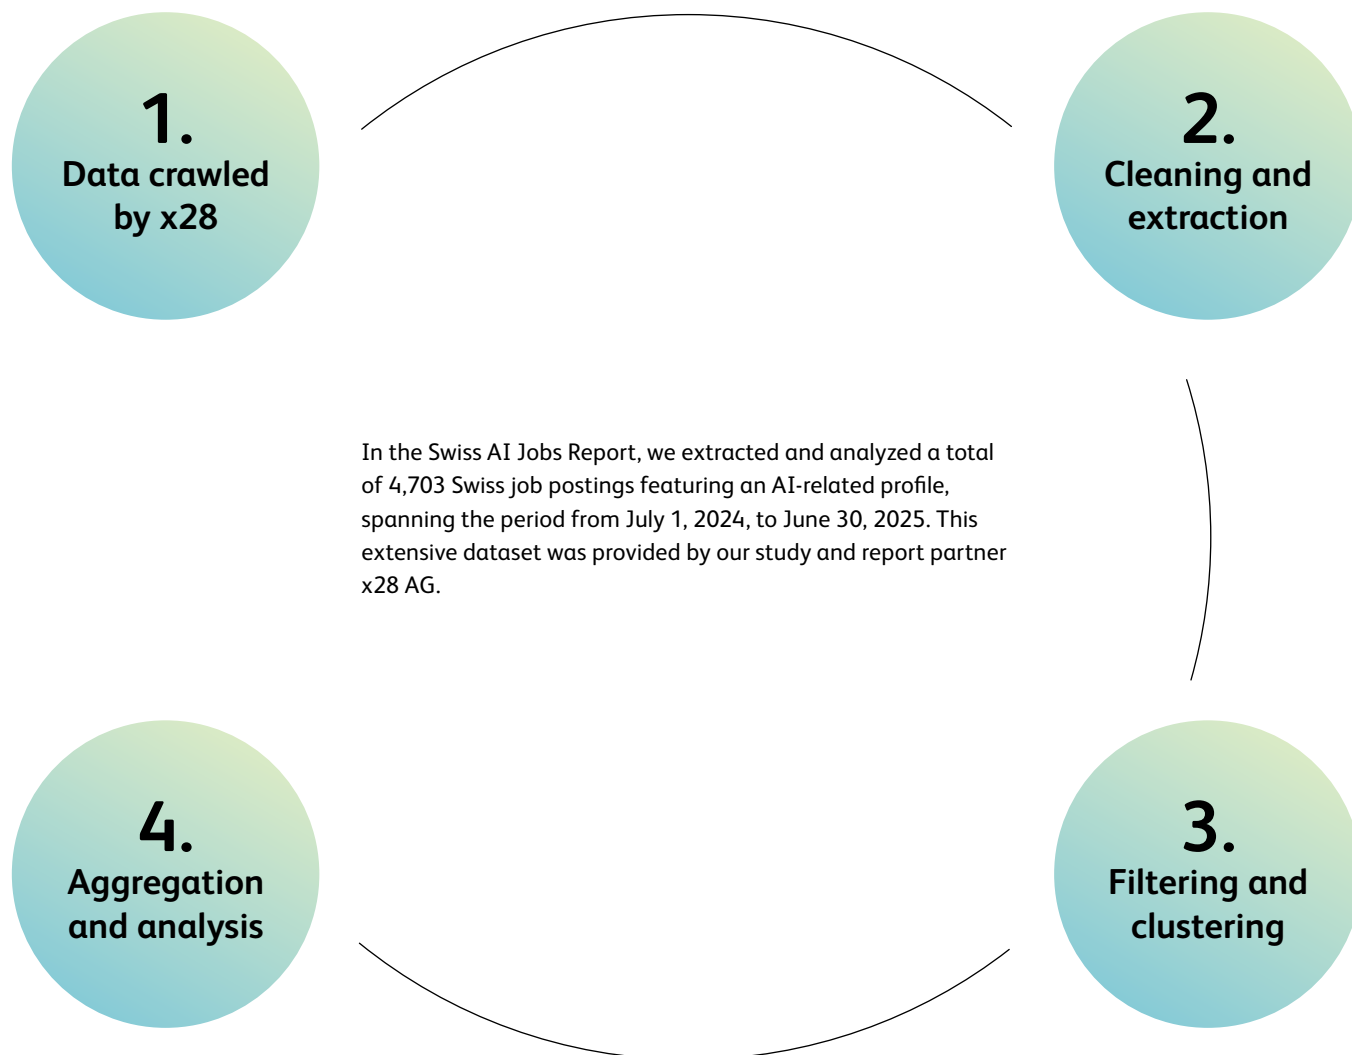 1.
Data crawled
by x28
2.
Cleaning and
extraction
In the Swiss AI Jobs Report, we extracted and analyzed a total
of 4,703 Swiss job postings featuring an AI-related profile,
spanning the period from July 1, 2024, to June 30, 2025. This
extensive dataset was provided by our study and report partner
x28 AG.
3.
Filtering and
clustering
4.
Aggregation
and analysis